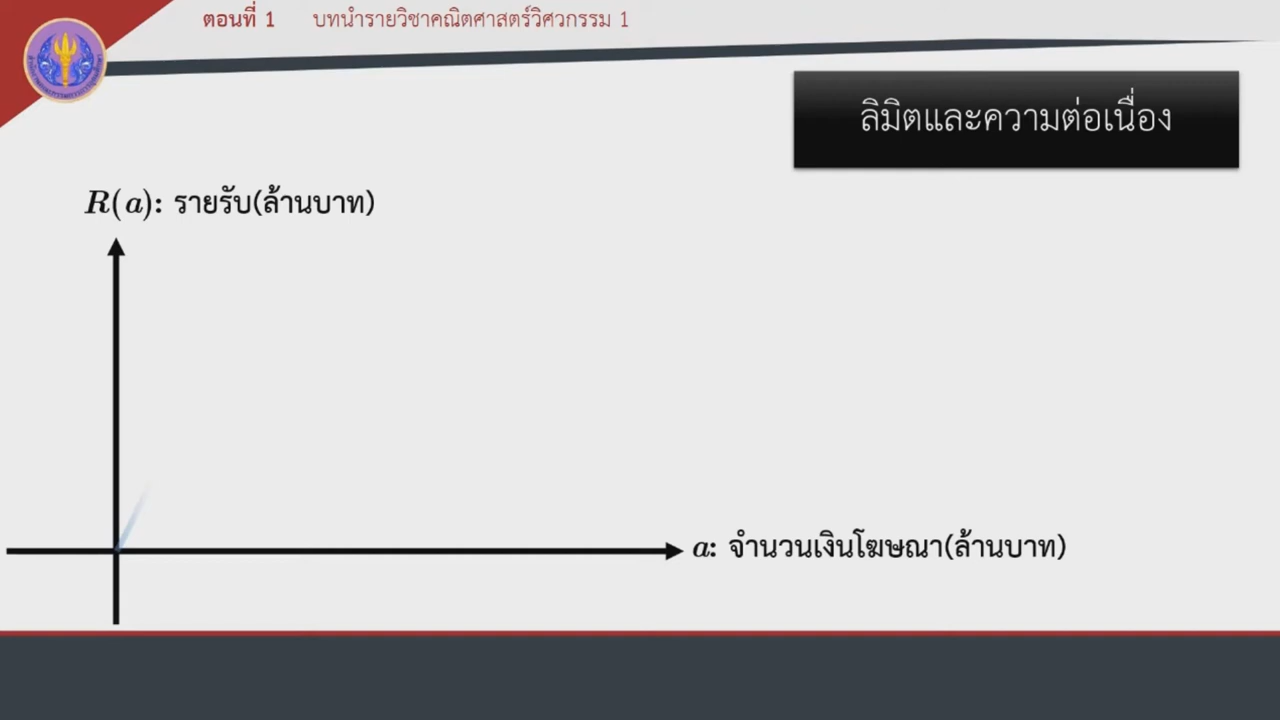 ตอนที่ 1 บทนำรายวิชาคณิตศาสตร์วิศวกรรม 1
ลิมิตและความต่อเนื่อง
R(a): รายรับ(ล้านบาท)
a: จำนวนเงินโฆษณา(ล้านบาท)